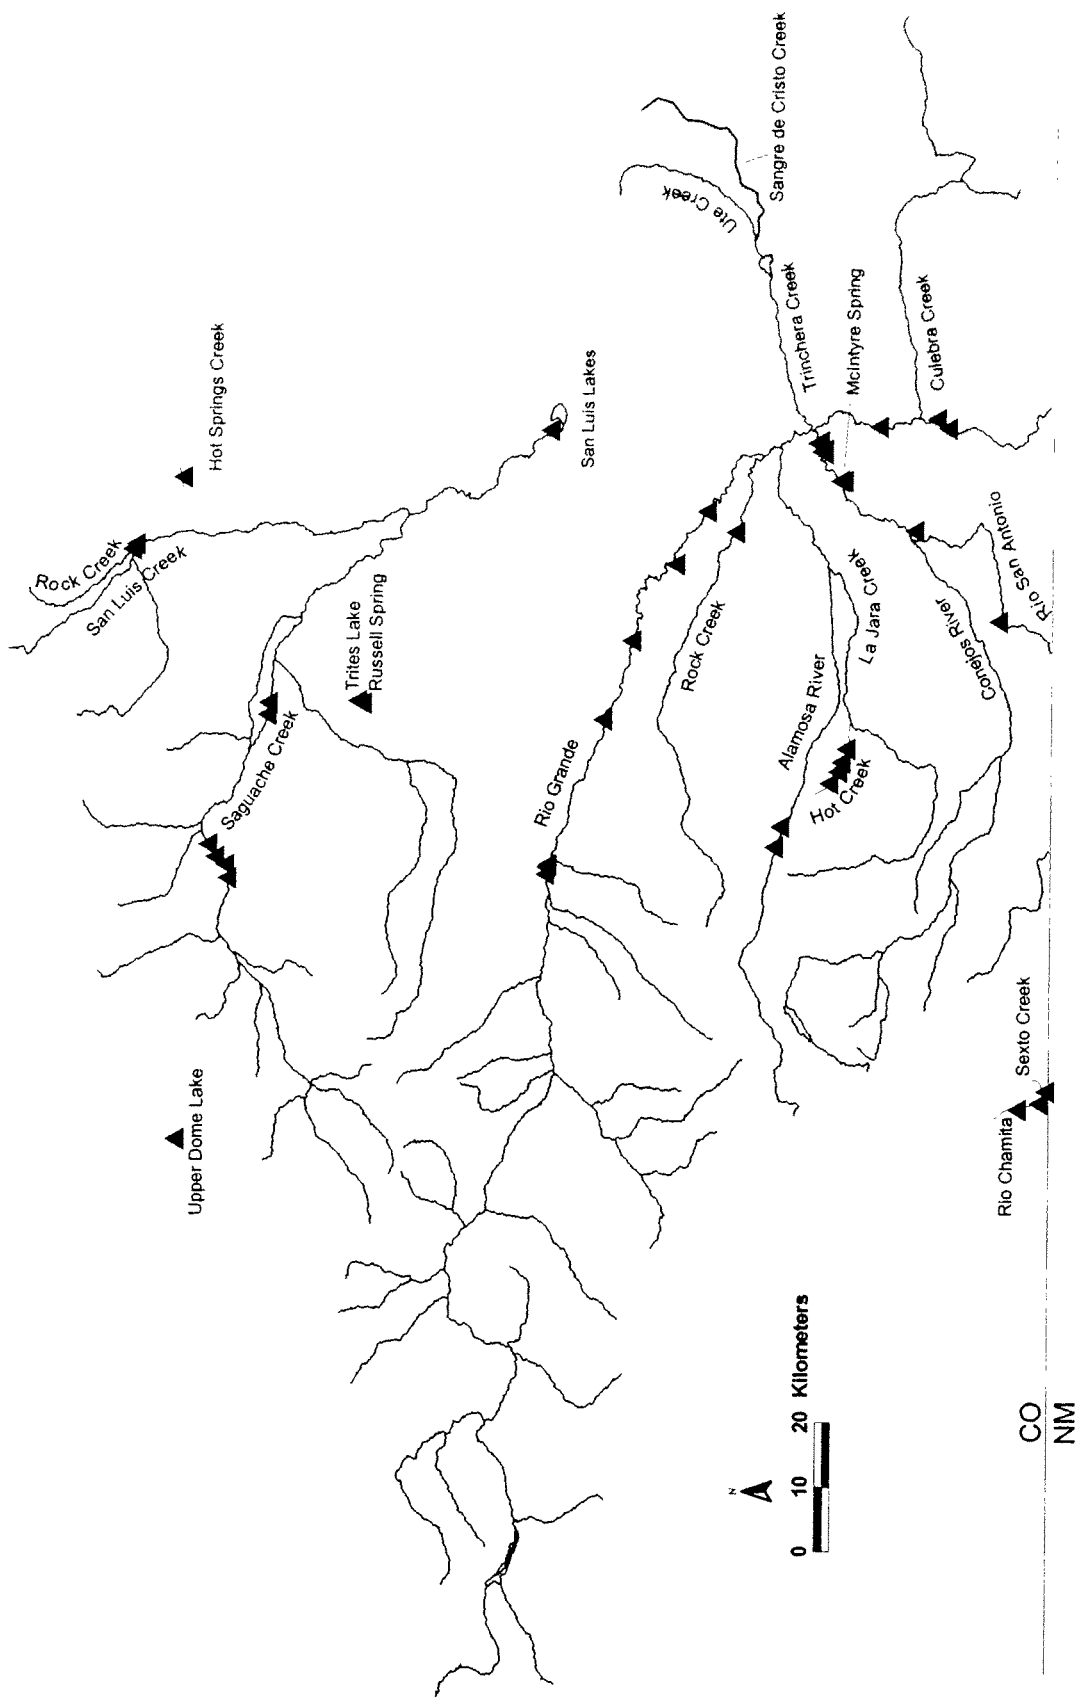 Rock Creek
San Luis Creek
Hot Springs Creek
Saguache Creek
Trites Lake
Russell Spring
San Luis Lakes
Upper Dome Lake
Rio Grande
Rock Creek
Alamosa River
La Jara Creek
Hot Creek
Conejos River
Rio San Antonio
Ute Creek
Sangre de Cristo Creek
Trinchera Creek
McIntyre Spring
Culebra Creek
Rio Chamita
Sexto Creek
N
0 10 20 Kilometers
CO
NM